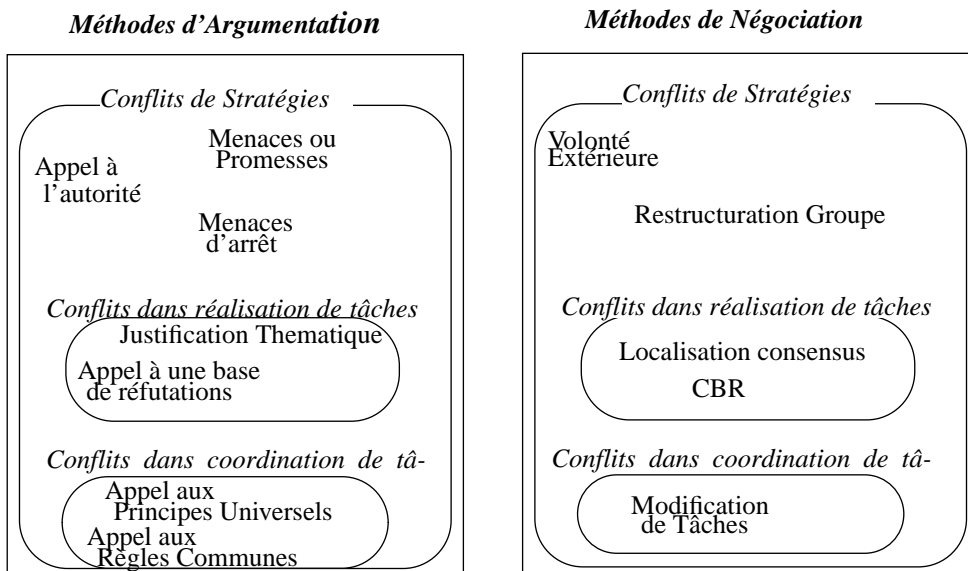 Méthodes d'Argumentation
Conflits de Stratégies
Menaces ou
Promesses
Appel à
l'autorité
Menaces
d'arrêt
Conflits dans réalisation de tâches
Justification Thematique
Appel à une base
de réfutations
Conflits dans coordination de tâ-
Appel aux
Principes Universels
Appel aux
Règles Communes
Méthodes de Négociation
Conflits de Stratégies
Volonté
Extérieure
Restructuration Groupe
Conflits dans réalisation de tâches
Localisation consensus
CBR
Conflits dans coordination de tâ-
Modification
de Tâches